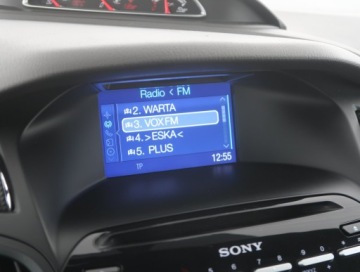 Radio < FM
2. WARTA
3. VOX FM
4. >ESKA<
5. PLUS
TP
12:55
SONY